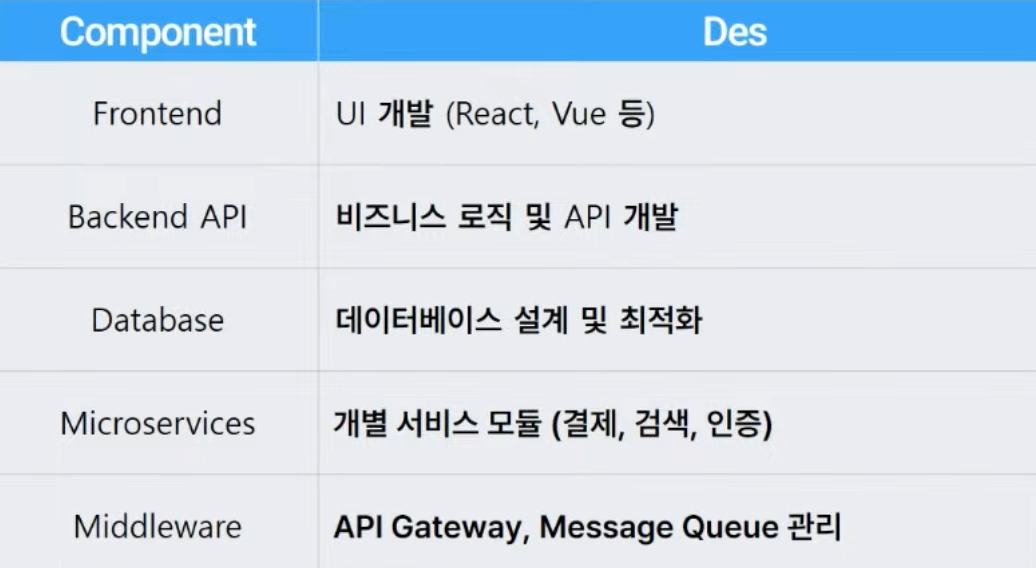 Component Des
Frontend UI 개발 (React, Vue 등)
Backend API 비즈니스 로직 및 API 개발
Database 데이터베이스 설계 및 최적화
Microservices 개별 서비스 모듈 (결제, 검색, 인증)
Middleware API Gateway, Message Queue 관리